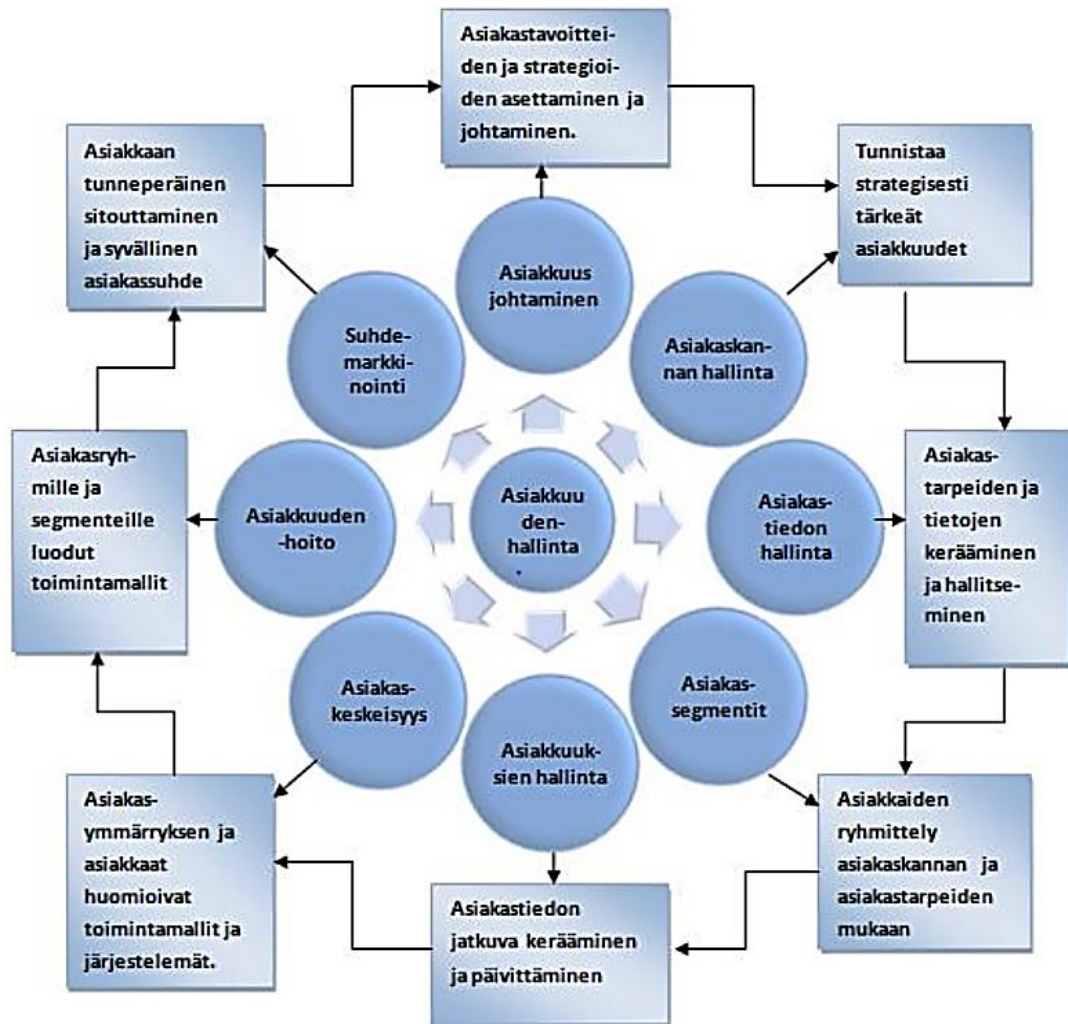 Asiakastavoittei-
den ja strategioi-
den asettaminen ja
johtaminen.
Tunnistaa
strategisesti
tärkeät
asiakkuudet
Asiakas-
tarpeiden ja
tietojen
kerääminen
ja hallitse-
minen
Asiakkaiden
ryhmittely
asiakaskannan ja
asiakastarpeiden
mukaan
Asiakastiedon
jatkuva kerääminen
ja päivittäminen
Asiakas-
ymmärryksen ja
asiakkaat
huomioivat
toimintamallit ja
järjestelemät.
Asiakasryh-
mille ja
segmenteille
luodut
toimintamallit
Asiakkaan
tunneperäinen
sitouttaminen
ja syvällinen
asiakassuhde
Asiakkuus
johtaminen
Asiakaskan-
nan hallinta
Asiakas-
tiedon
hallinta
Asiakas-
segmentit
Asiakkuuk-
sien hallinta
Asiakas-
keskeisyys
Asiakkuuden
-hoito
Suhde-
markki-
nointi
Asiakkuu
den-
hallinta
.